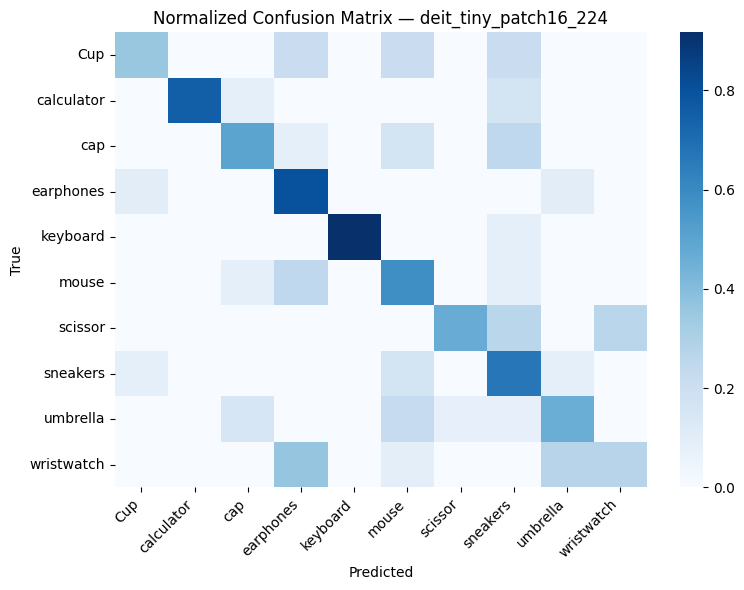 Normalized Confusion Matrix — deit_tiny_patch16_224
True
Cup
calculator
cap
earphones
keyboard
mouse
scissor
sneakers
umbrella
wristwatch
Cup
calculator
cap
earphones
keyboard
mouse
scissor
sneakers
umbrella
wristwatch
Predicted
0.8
0.6
0.4
0.2
0.0